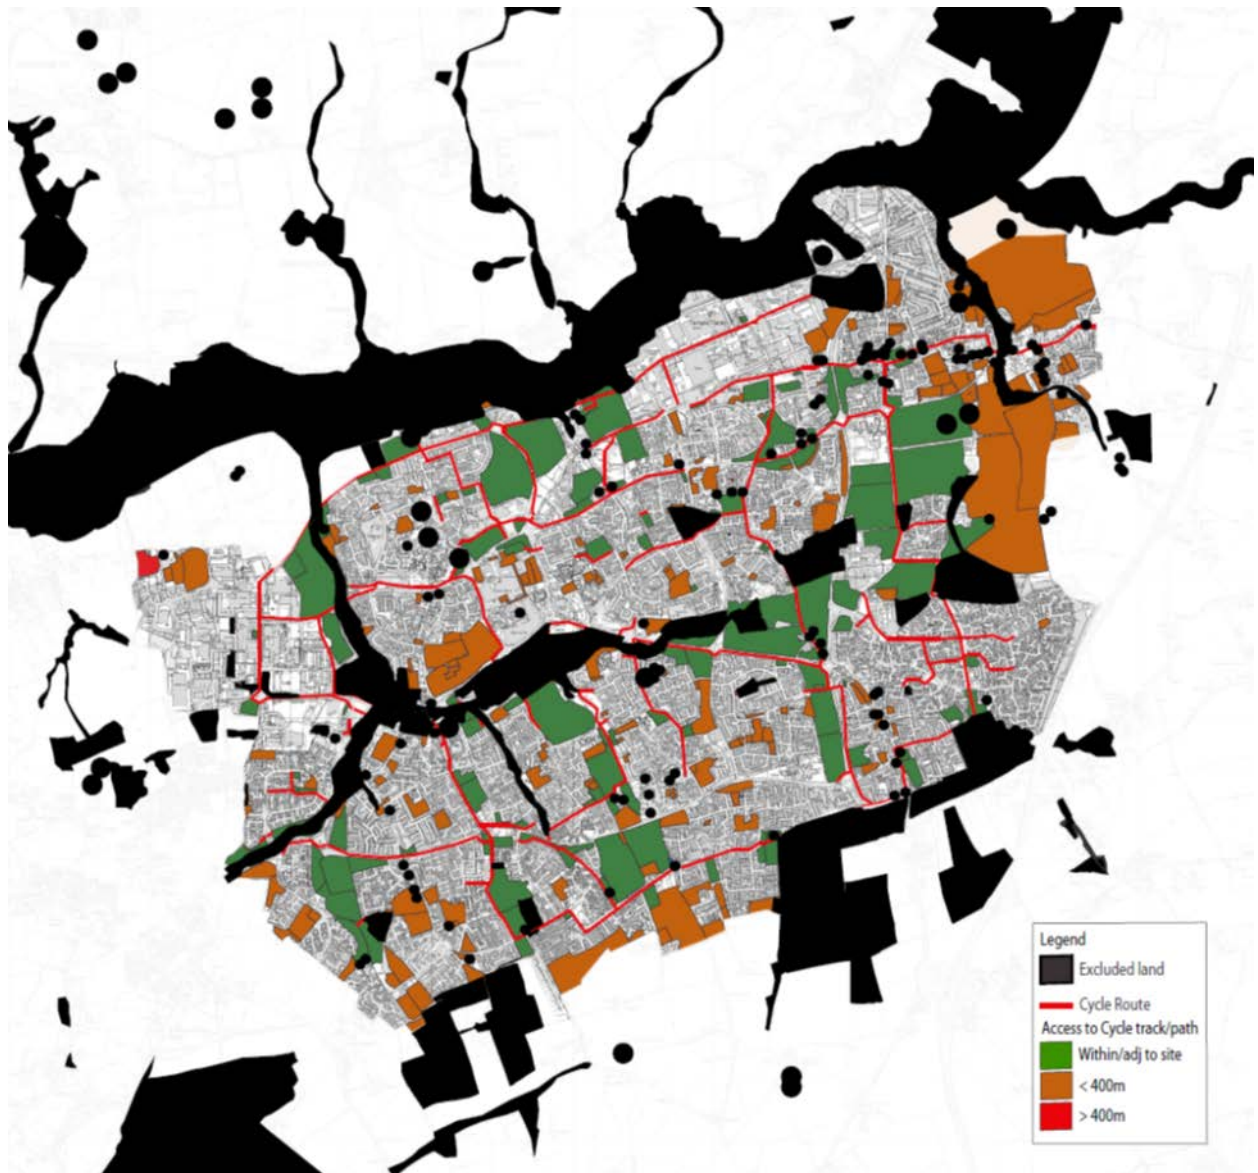 Legend
Excluded land
Cycle Route
Access to Cycle track/path
Within/adj to site
< 400m
> 400m